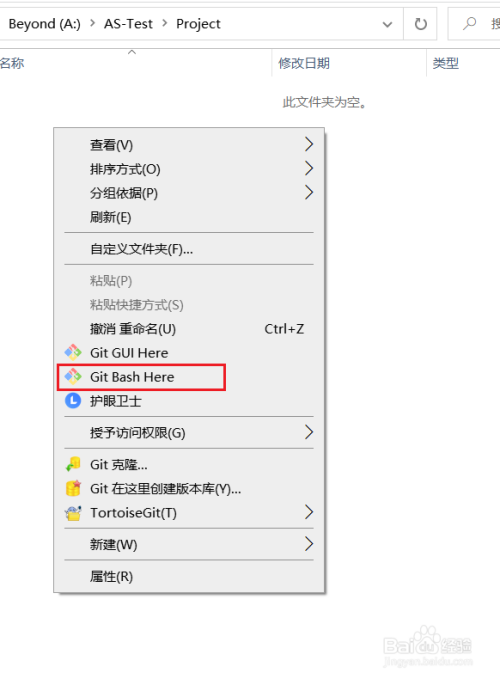 Beyond (A:) > AS-Test > Project
名称 修改日期 类型
此文件夹为空。
查看(V)
排序方式(O)
分组依据(P)
刷新(E)
自定义文件夹(F)...
粘贴(P)
粘贴快捷方式(S)
撤消 重命名(U) Ctrl+Z
Git GUI Here
Git Bash Here
护眼卫士
授予访问权限(G)
Git 克隆...
Git 在这里创建版本库(Y)...
TortoiseGit(T)
新建(W)
属性(R)
Baidu 经验
jingyan.baidu.com